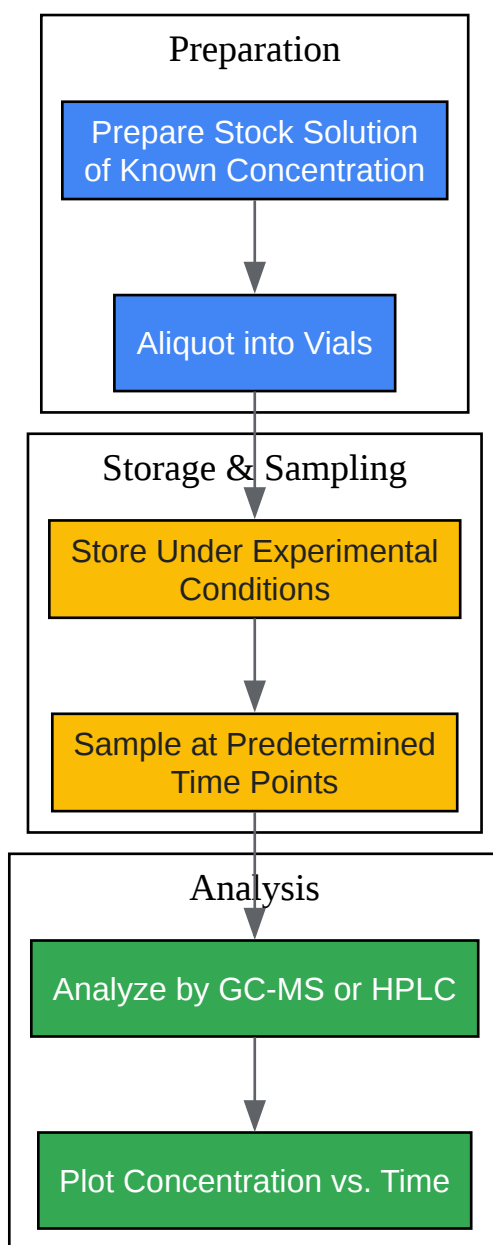 Preparation
Prepare Stock Solution
of Known Concentration
Aliquot into Vials
Storage & Sampling
Store Under Experimental
Conditions
Sample at Predetermined
Time Points
Analysis
Analyze by GC-MS or HPLC
Plot Concentration vs. Time